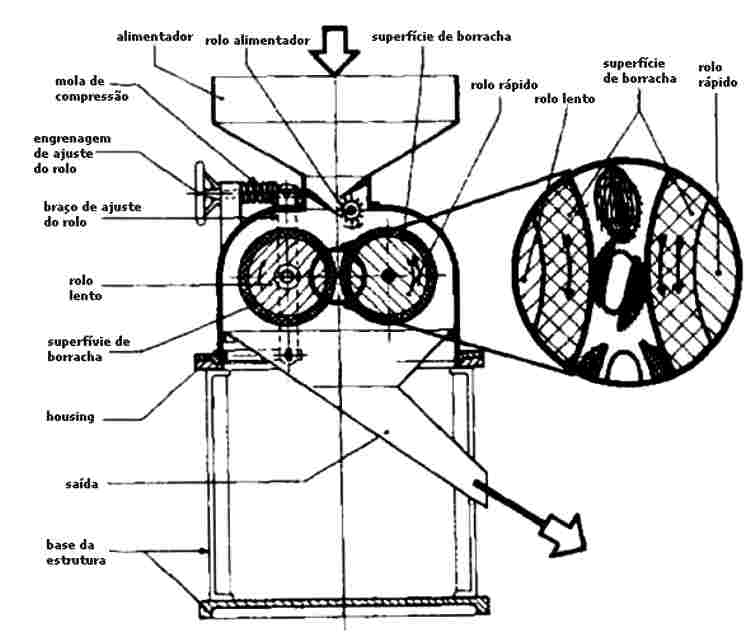 alimentador
rolo alimentador
superfície de borracha
mola de
compressão
rolo rápido
rolo lento
superfície
de borracha
rolo
rápido
engrenagem
de ajuste
do rolo
braço de ajuste
do rolo
rolo
lento
superfívie de
borracha
housing
saída
base da
estrutura